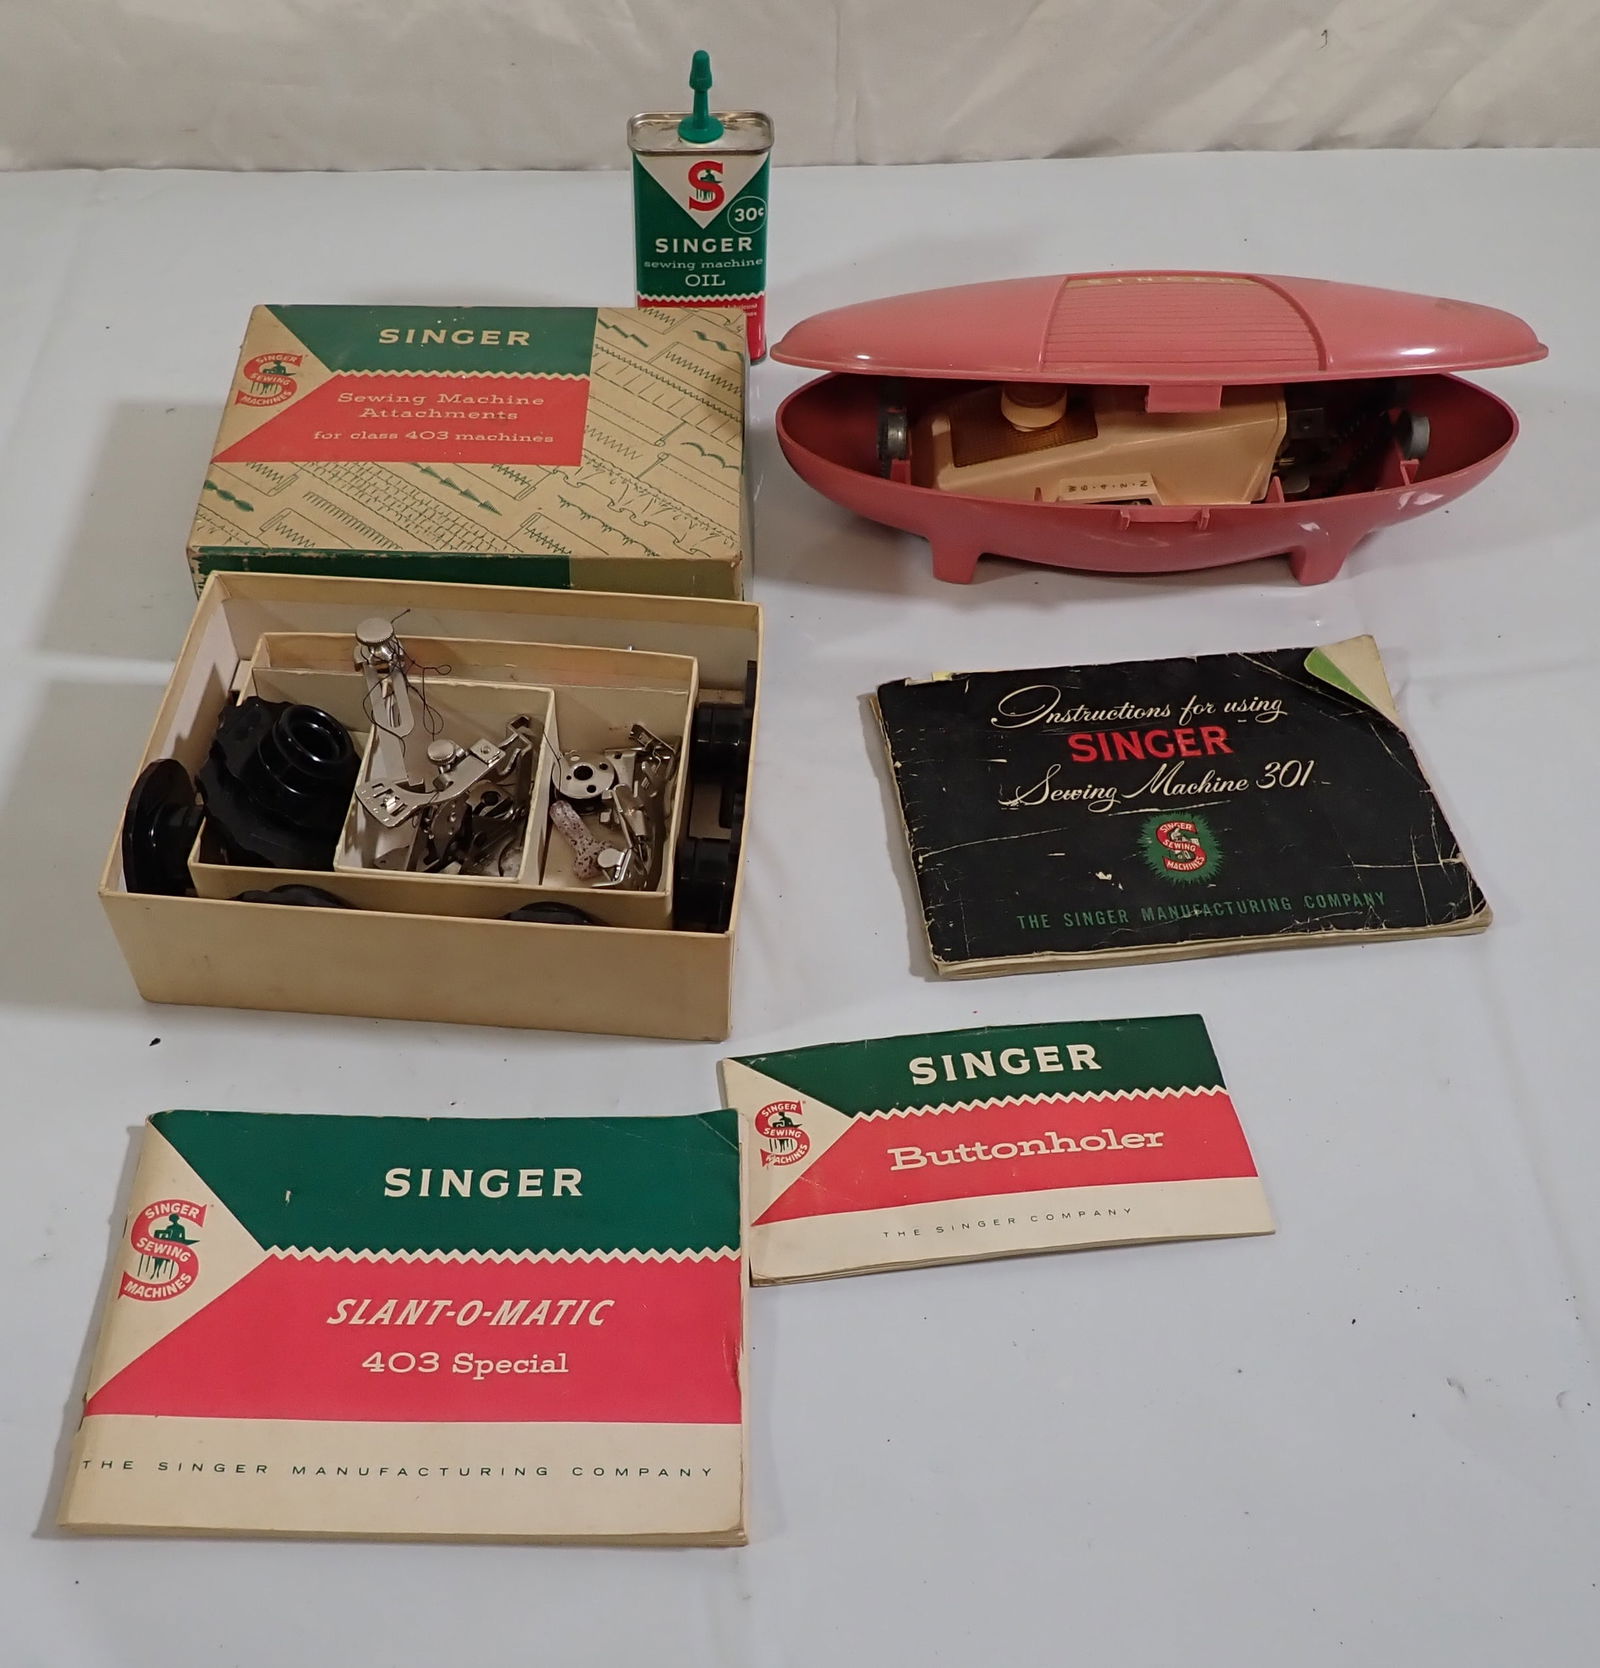 S
30¢
SINGER
sewing machine
OIL
SINGER
SINGER
SEWING
MACHINES
Sewing Machine
Attachments
for class 403 machines
SINGER
Instructions for using
SINGER
Sewing Machine 301
SINGER
SEWING
MACHINES
THE SINGER MANUFACTURING COMPANY
SINGER
SINGER
SEWING
MACHINES
Buttonholer
THE SINGER COMPANY
SINGER
SINGER
SEWING
MACHINES
SLANT-O-MATIC
403 Special
THE SINGER MANUFACTURING COMPANY